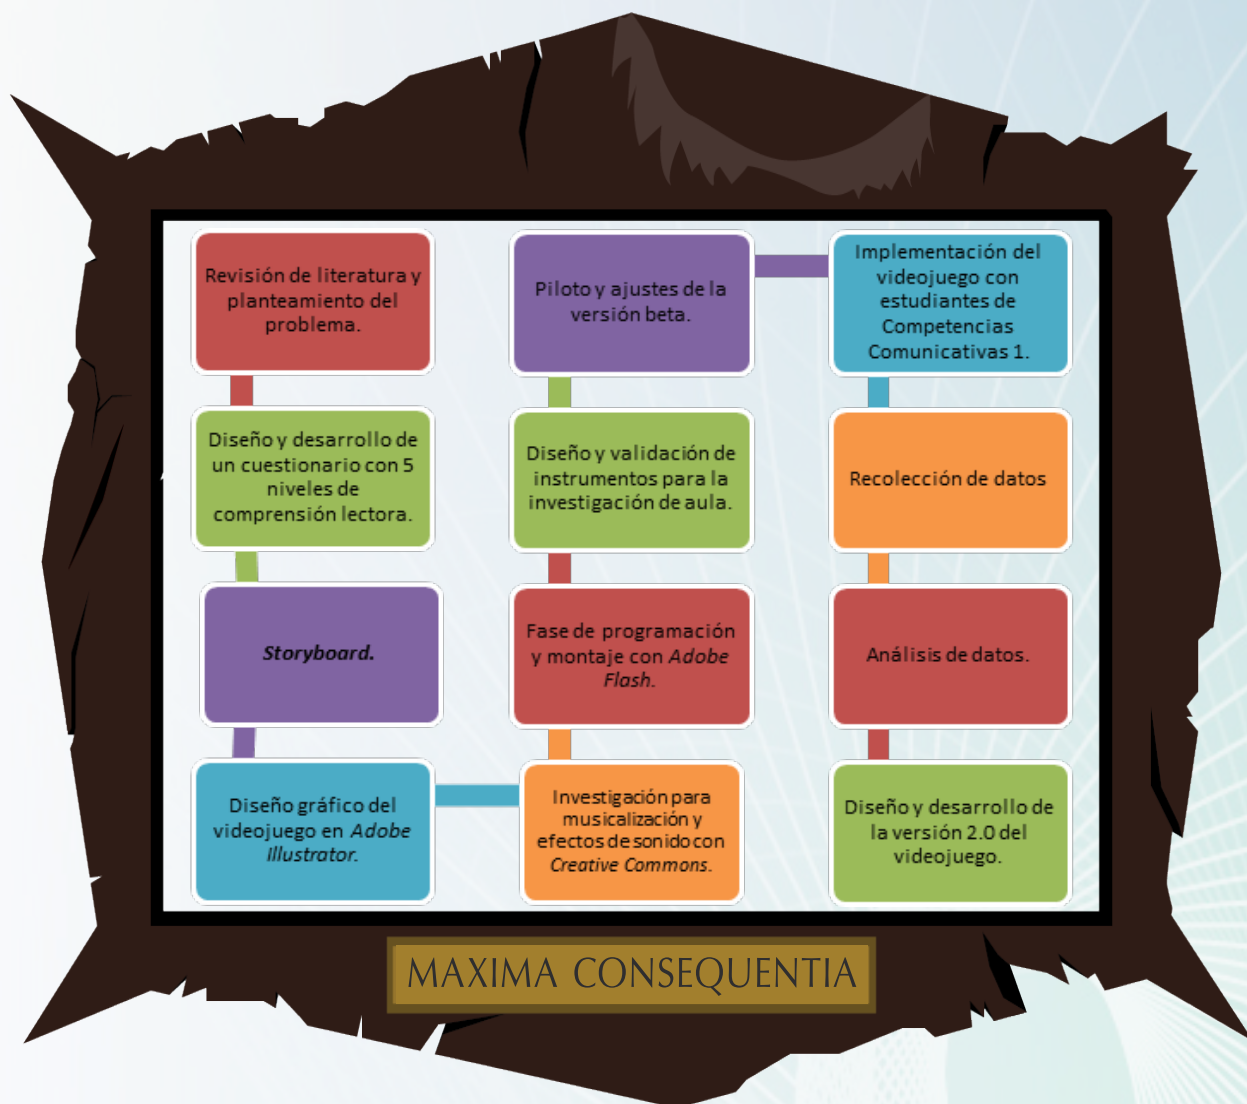 Revisión de literatura y
planteamiento del
problema.
Diseño y desarrollo de
un cuestionario con 5
niveles de
comprensión lectora.
Storyboard.
Diseño gráfico del
videojuego en Adobe
Illustrator.
Investigación para
musicalización y
efectos de sonido con
Creative Commons.
Fase de programación
y montaje con Adobe
Flash.
Diseño y validación de
instrumentos para la
investigación de aula.
Piloto y ajustes de la
versión beta.
Implementación del
videojuego con
estudiantes de
Competencias
Comunicativas 1.
Recolección de datos
Análisis de datos.
Diseño y desarrollo de
la versión 2.0 del
videojuego.
MAXIMA CONSEQUENTIA